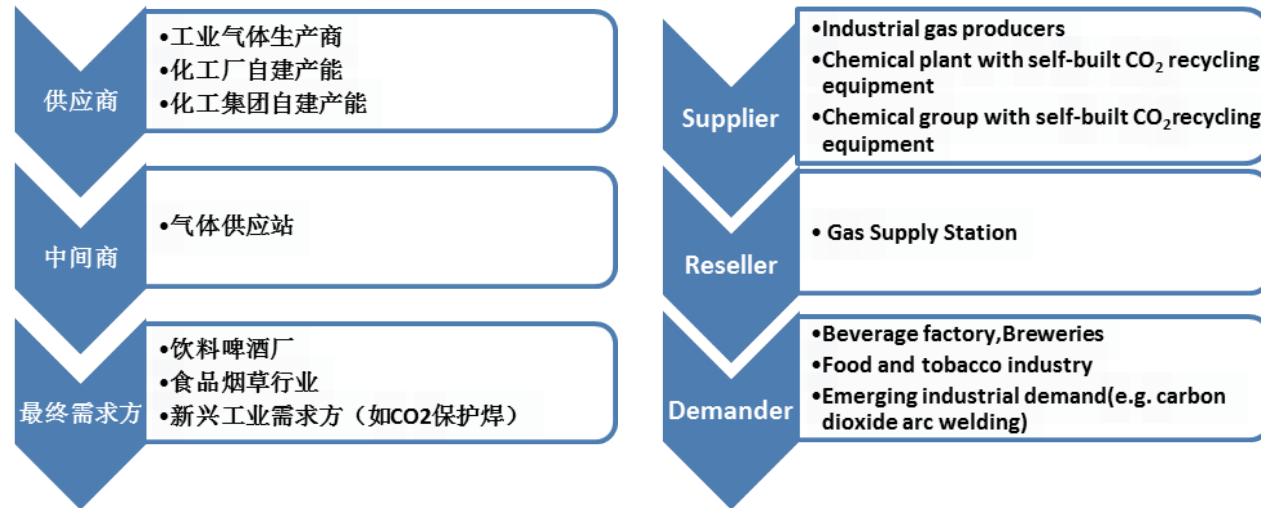 供应商
•工业气体生产商
•化工厂自建产能
•化工集团自建产能
中间商
•气体供应站
最终需求方
•饮料啤酒厂
•食品烟草行业
•新兴工业需求方（如CO2保护焊）
Supplier
•Industrial gas producers
•Chemical plant with self-built CO₂ recycling
equipment
•Chemical group with self-built CO₂recycling
equipment
Reseller
• Gas Supply Station
Demander
•Beverage factory,Breweries
•Food and tobacco industry
•Emerging industrial demand(e.g. carbon
dioxide arc welding)